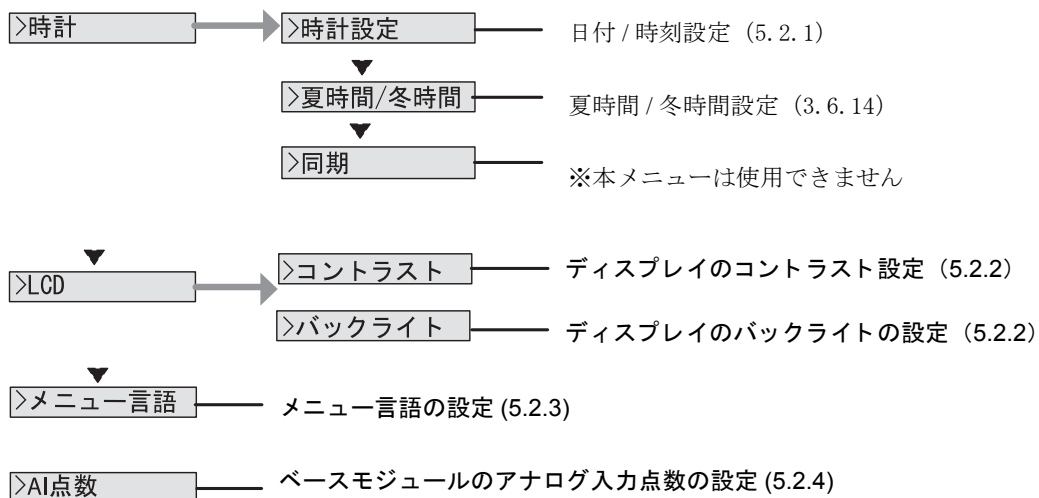 >時計
>時計設定
日付 / 時刻設定 (5.2.1)
>夏時間/冬時間
夏時間 / 冬時間設定 (3.6.14)
>同期
※本メニューは使用できません
>LCD
>コントラスト
ディスプレイのコントラスト設定（5.2.2）
>バックライト
ディスプレイのバックライトの設定（5.2.2）
>メニュー言語
メニュー言語の設定 (5.2.3)
>AI点数
ベースモジュールのアナログ入力点数の設定 (5.2.4)